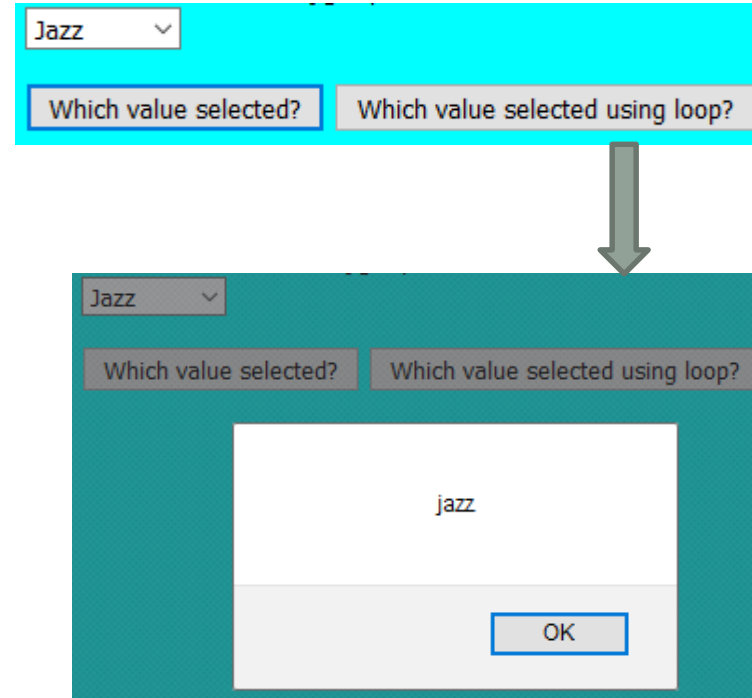 Jazz
Which value selected? Which value selected using loop?
Jazz
Which value selected? Which value selected using loop?
jazz
OK